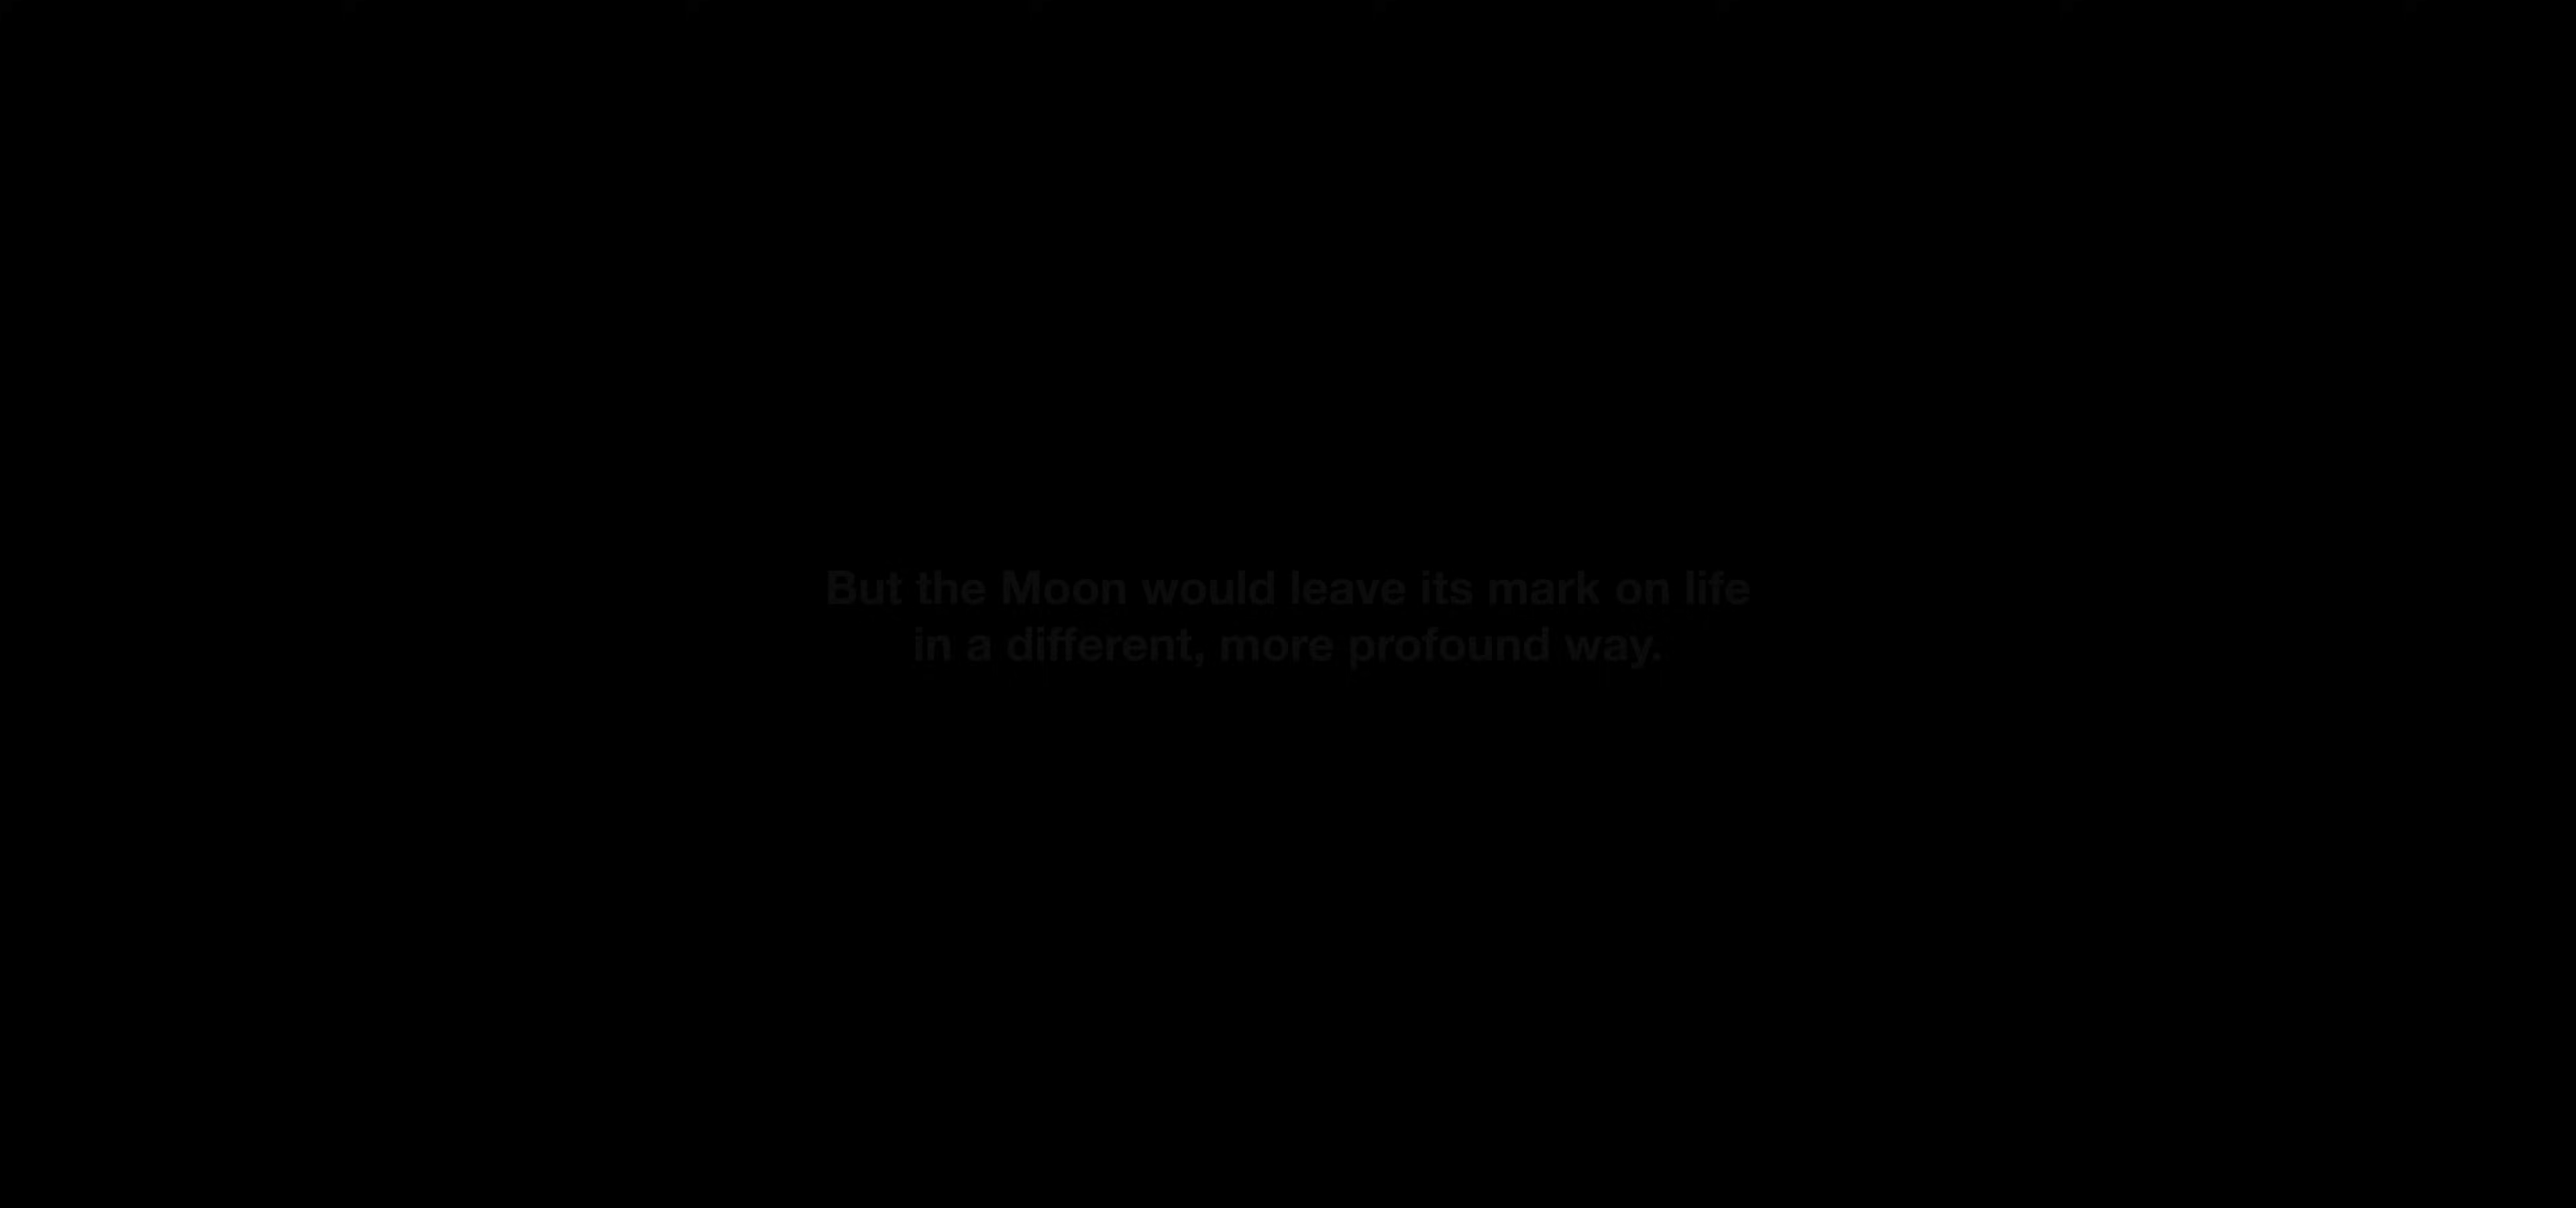 But the Moon would leave its mark on life
in a different, more profound way.